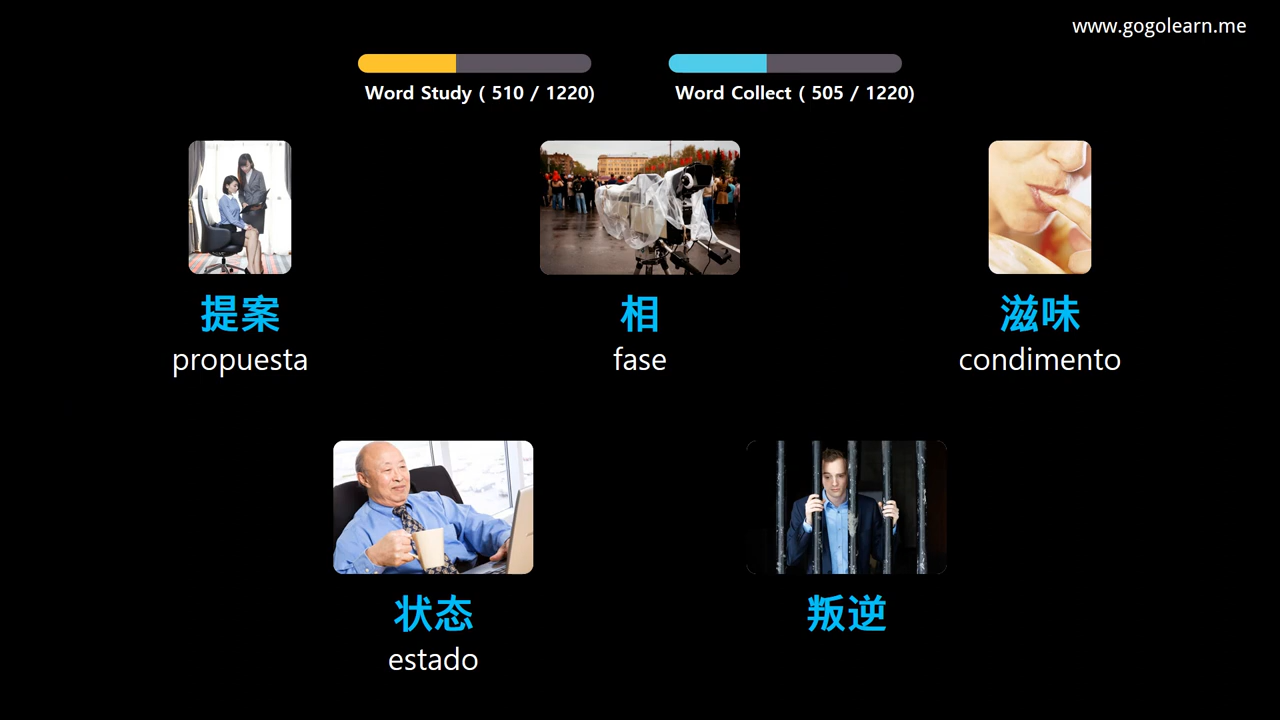 www.gogolearn.me
Word Study ( 510 / 1220)
Word Collect ( 505 / 1220)
提案
propuesta
相
fase
滋味
condimento
状态
estado
叛逆